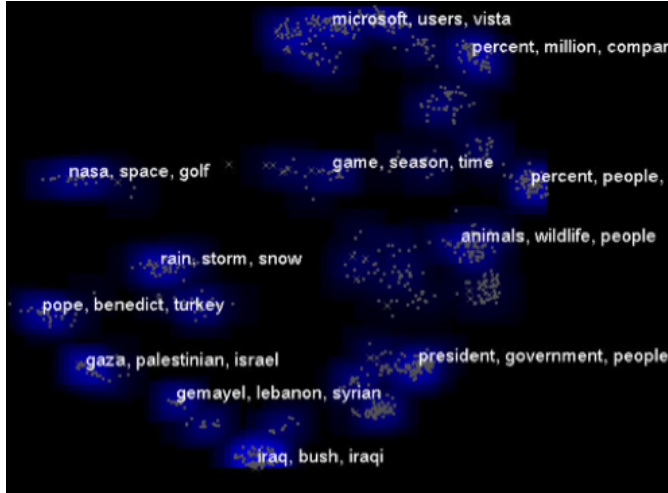 microsoft, users, vista
percent, million, compar
nasa, space, golf
game, season, time
percent, people,
animals, wildlife, people
rain, storm, snow
pope, benedict, turkey
gaza, palestinian, israel
president, government, people
gemayel, lebanon, syrian
iraq, bush, iraqi